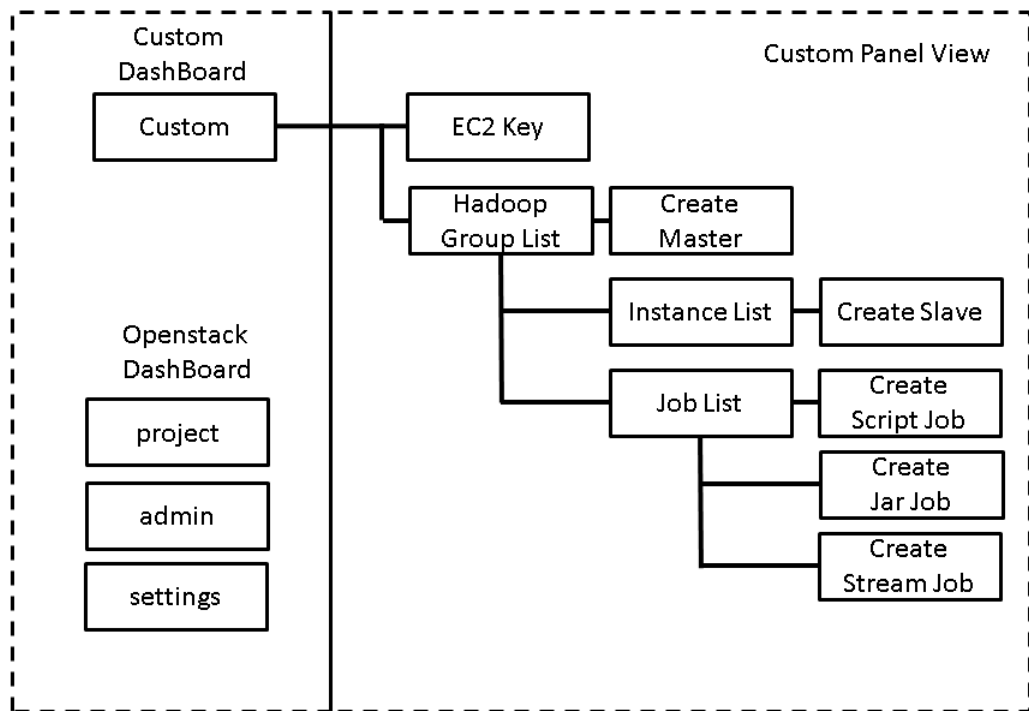 Custom
DashBoard
Custom Panel View
Custom
EC2 Key
Hadoop
Group List
Create
Master
Instance List
Create Slave
Openstack
DashBoard
Job List
Create
Script Job
project
Create
Jar Job
admin
Create
Stream Job
settings